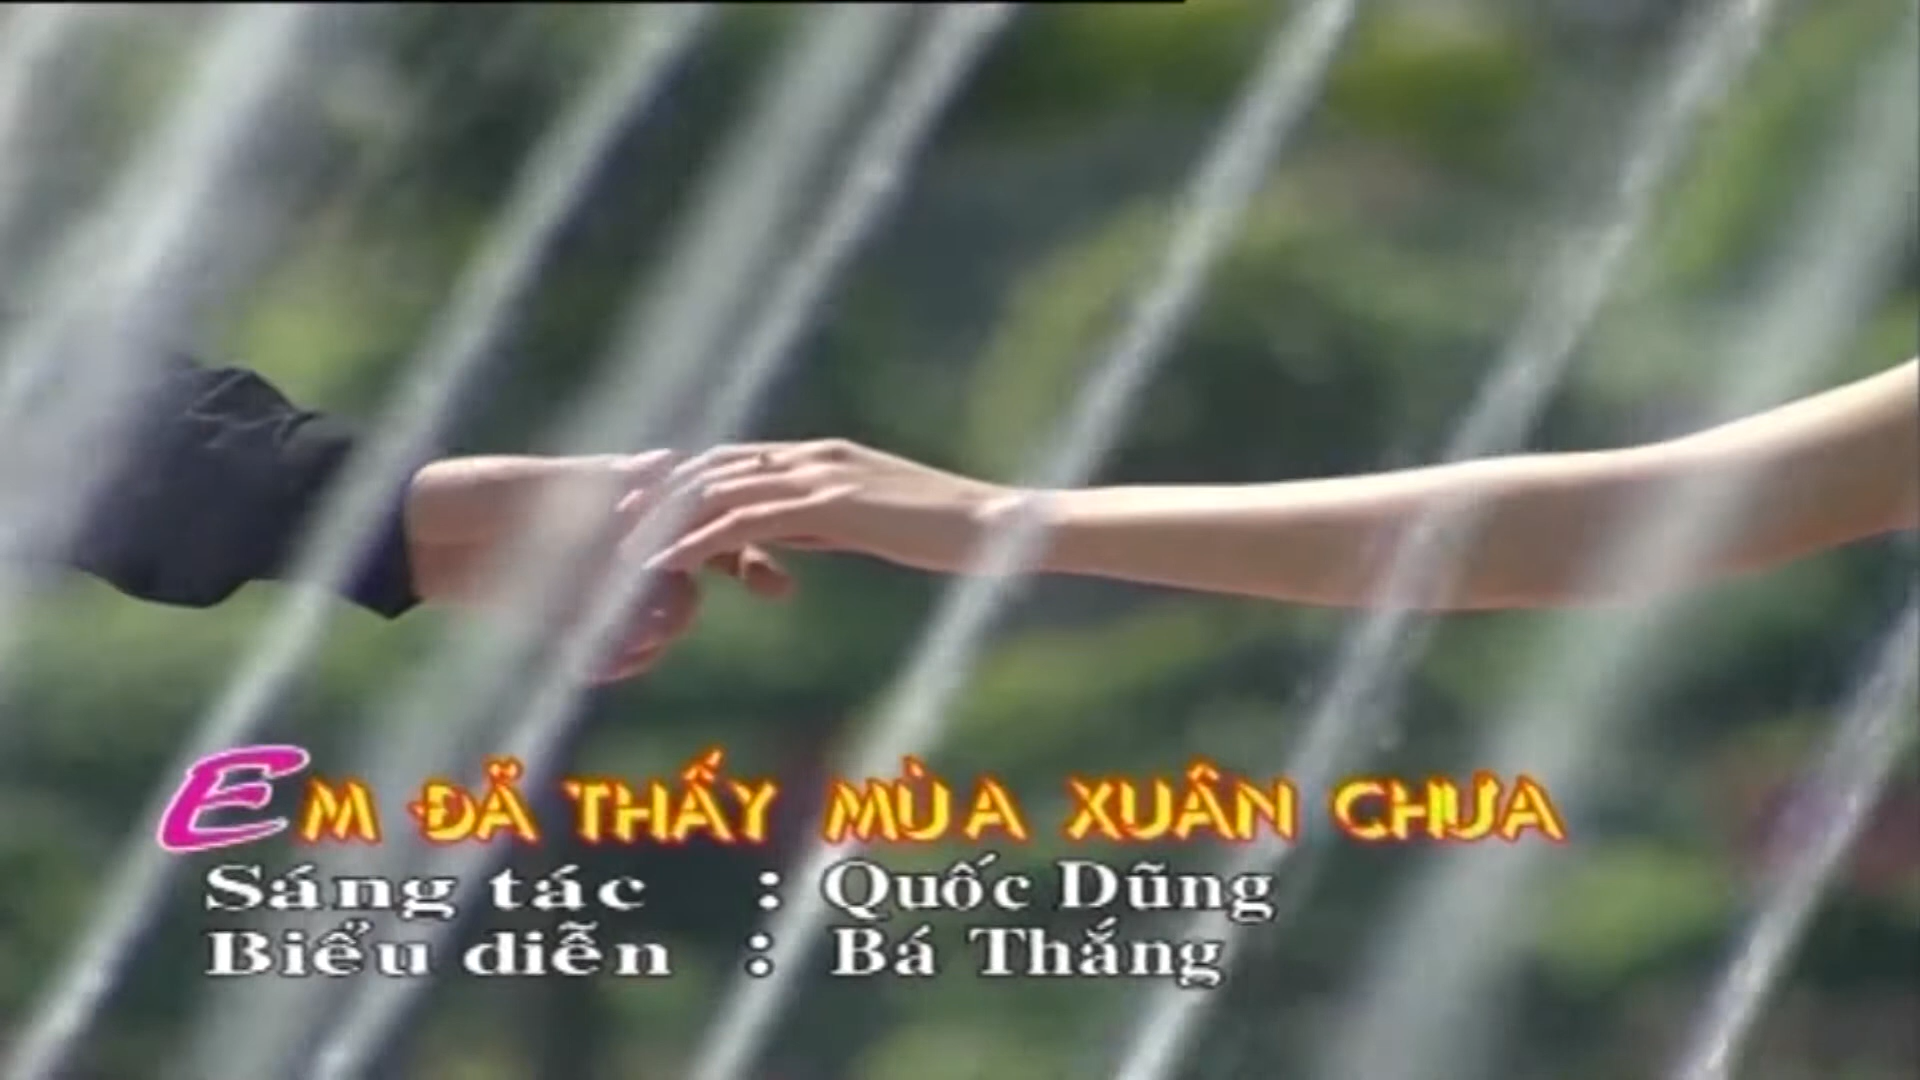 EM ĐÃ THẤY MÙA XUÂN CHƯA
Sáng tác : Quốc Dũng
Biểu diễn : Bá Thắng